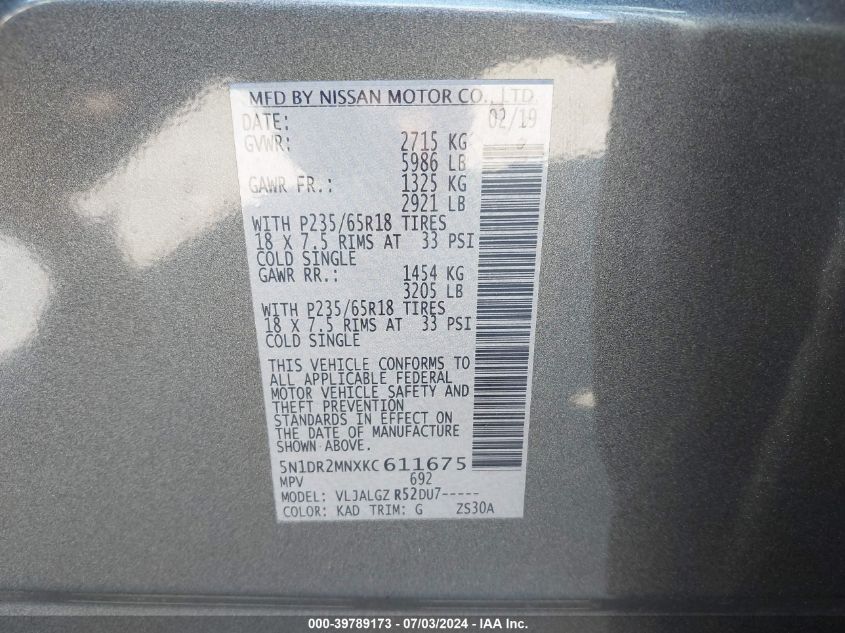 MFD BY NISSAN MOTOR CO., LTD.
DATE: 02/19
GVWR: 2715 KG
5986 LB
GAWR FR.: 1325 KG
2921 LB
WITH P235/65R18 TIRES
18 X 7.5 RIMS AT 33 PSI
COLD SINGLE
GAWR RR.: 1454 KG
3205 LB
WITH P235/65R18 TIRES
18 X 7.5 RIMS AT 33 PSI
COLD SINGLE
THIS VEHICLE CONFORMS TO
ALL APPLICABLE FEDERAL
MOTOR VEHICLE SAFETY AND
THEFT PREVENTION
STANDARDS IN EFFECT ON
THE DATE OF MANUFACTURE
SHOWN ABOVE.
5N1DR2MNXKC611675
MPV 692
MODEL: VLJALGZ R52DU7-----
COLOR: KAD TRIM: G ZS30A
000-39789173 - 07/03/2024 - IAA Inc.